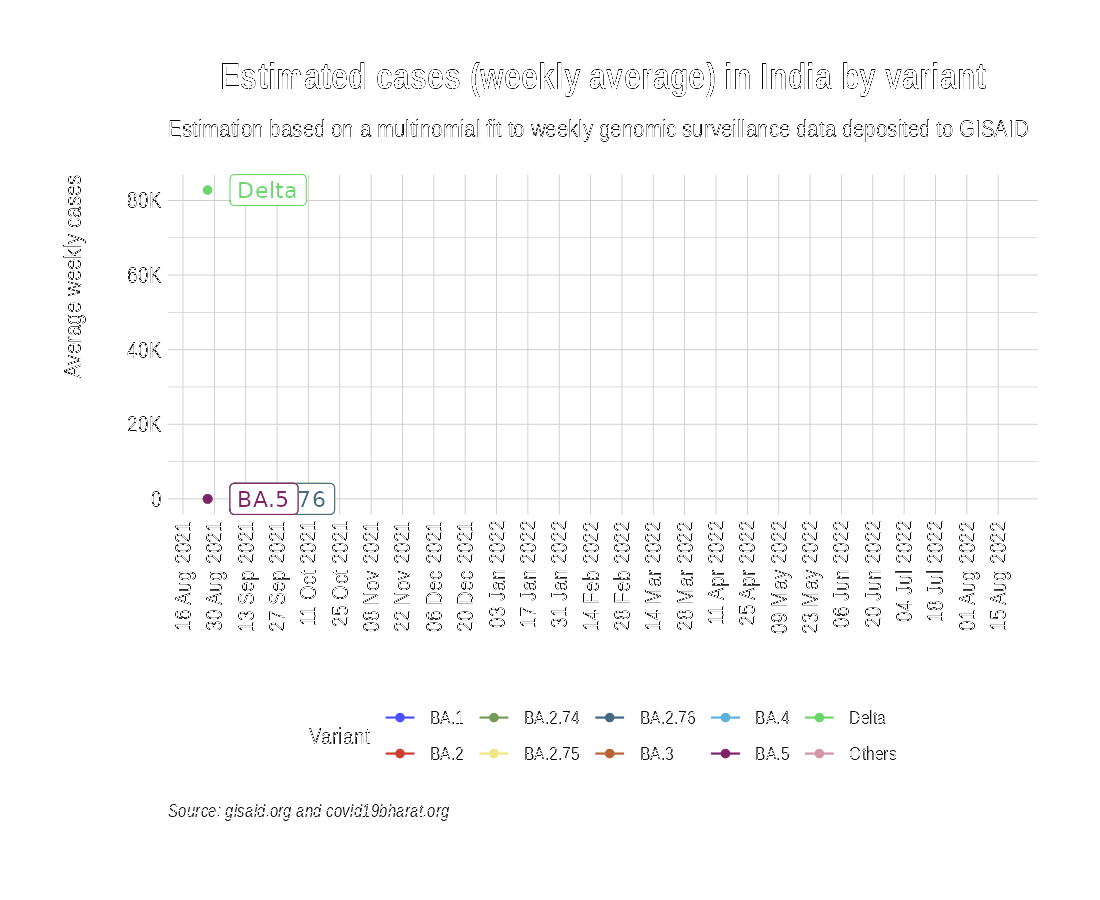 Estimated cases (weekly average) in India by variant
Estimation based on a multinomial fit to weekly genomic surveillance data deposited to GISAID
Average weekly cases
80K
60K
40K
20K
0
Delta
BA.5
76
16 Aug 2021
30 Aug 2021
13 Sep 2021
27 Sep 2021
11 Oct 2021
25 Oct 2021
08 Nov 2021
22 Nov 2021
06 Dec 2021
20 Dec 2021
03 Jan 2022
17 Jan 2022
31 Jan 2022
14 Feb 2022
28 Feb 2022
14 Mar 2022
28 Mar 2022
11 Apr 2022
25 Apr 2022
09 May 2022
23 May 2022
06 Jun 2022
20 Jun 2022
04 Jul 2022
18 Jul 2022
01 Aug 2022
15 Aug 2022
Variant
BA.1 BA.2.74 BA.2.76 BA.4 Delta
BA.2 BA.2.75 BA.3 BA.5 Others
Source: gisaid.org and covid19bharat.org